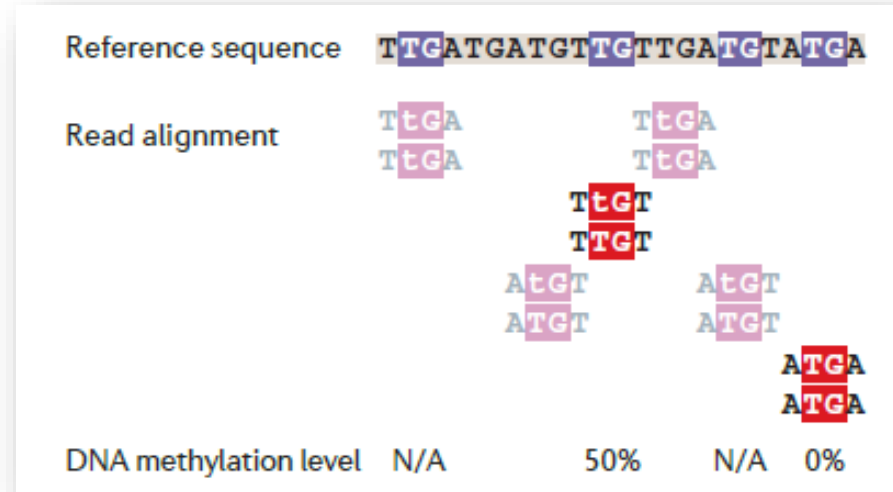 Reference sequence TTGATGATGTTGTTGATGTATGA
Read alignment TtGA TtGA
TtGA TtGA
TtGT
TTGT
AtGT AtGT
ATGT ATGT
ATGA
ATGA
DNA methylation level N/A 50% N/A 0%